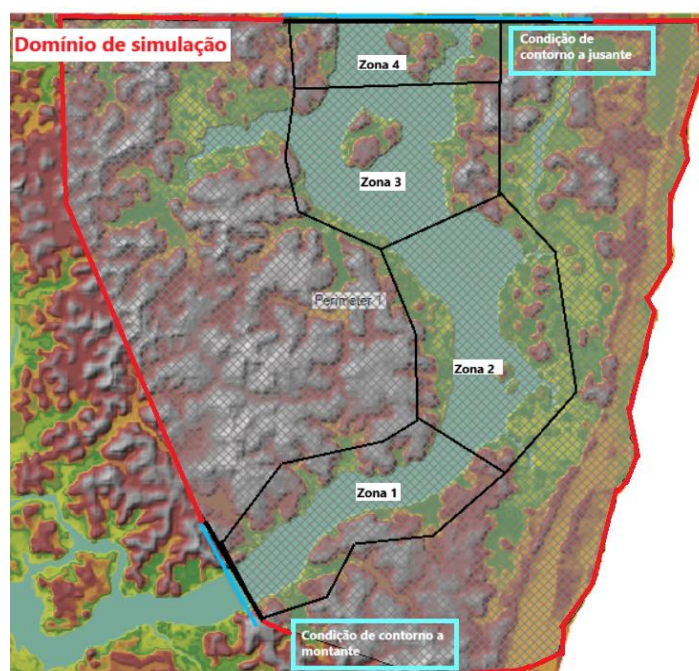 Domínio de simulação
Condição de
contorno a jusante
Zona 4
Zona 3
Perimeter 1
Zona 2
Zona 1
Condição de contorno a
montante